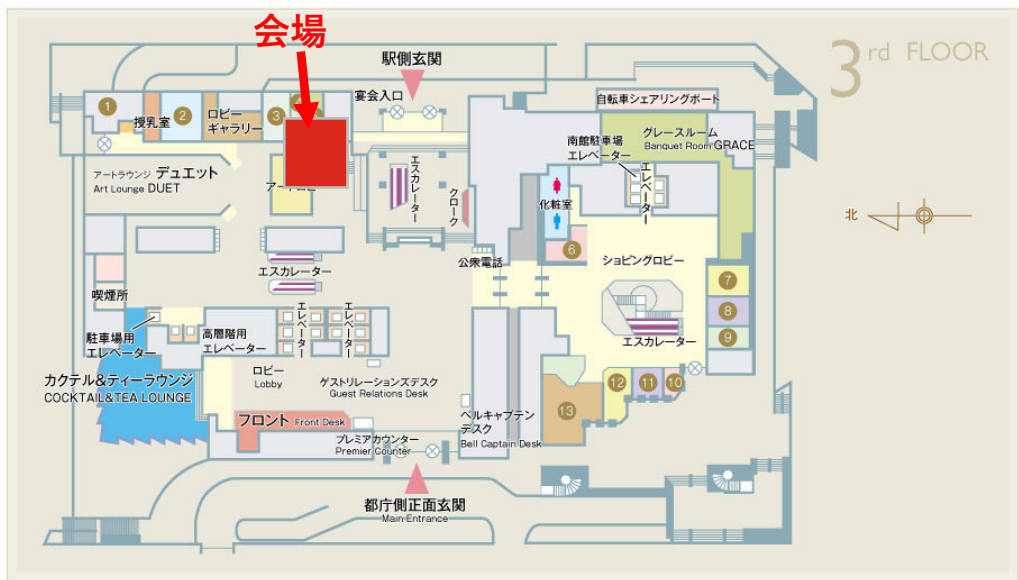 会場
3rd FLOOR
駅側玄関
宴会入口
自転車シェアリングポート
1
授乳室
2
ロビー
ギャラリー
3
グレースルーム
Banquet Room GRACE
南館駐車場
エレベーター
エレベーター
アートラウンジ デュエット
Art Lounge DUET
エスカレーター
クローク
化粧室
北
6
公衆電話
ショピングロビー
エスカレーター
7
喫煙所
8
エスカレーター
9
駐車場用
エレベーター
高層階用
エレベーター
エレベーター
エレベーター
カクテル&ティーラウンジ
COCKTAIL&TEA LOUNGE
ロビー
Lobby
ゲストリレーションズデスク
Guest Relations Desk
10
11
12
13
フロント Front Desk
ベルキャプテン
デスク
Bell Captain Desk
プレミアカウンター
Premier Counter
都庁側正面玄関
Main Entrance